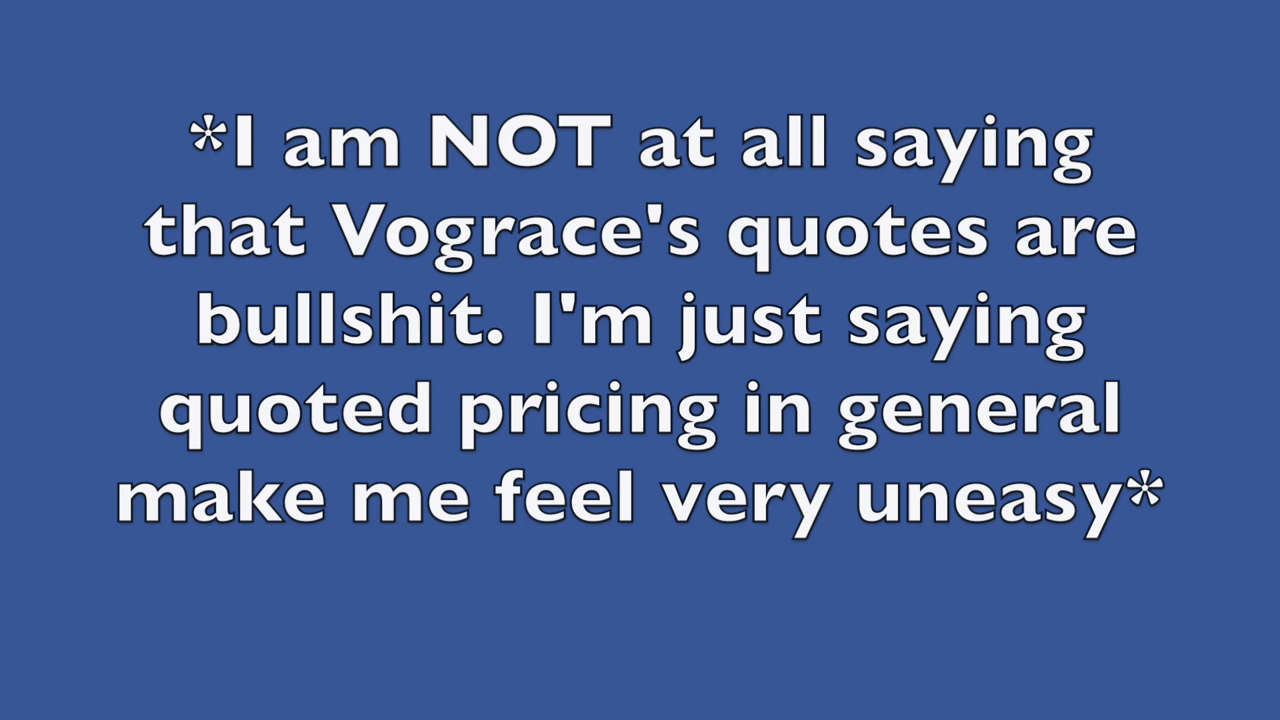 *I am NOT at all saying
that Vograce's quotes are
bullshit. I'm just saying
quoted pricing in general
make me feel very uneasy*